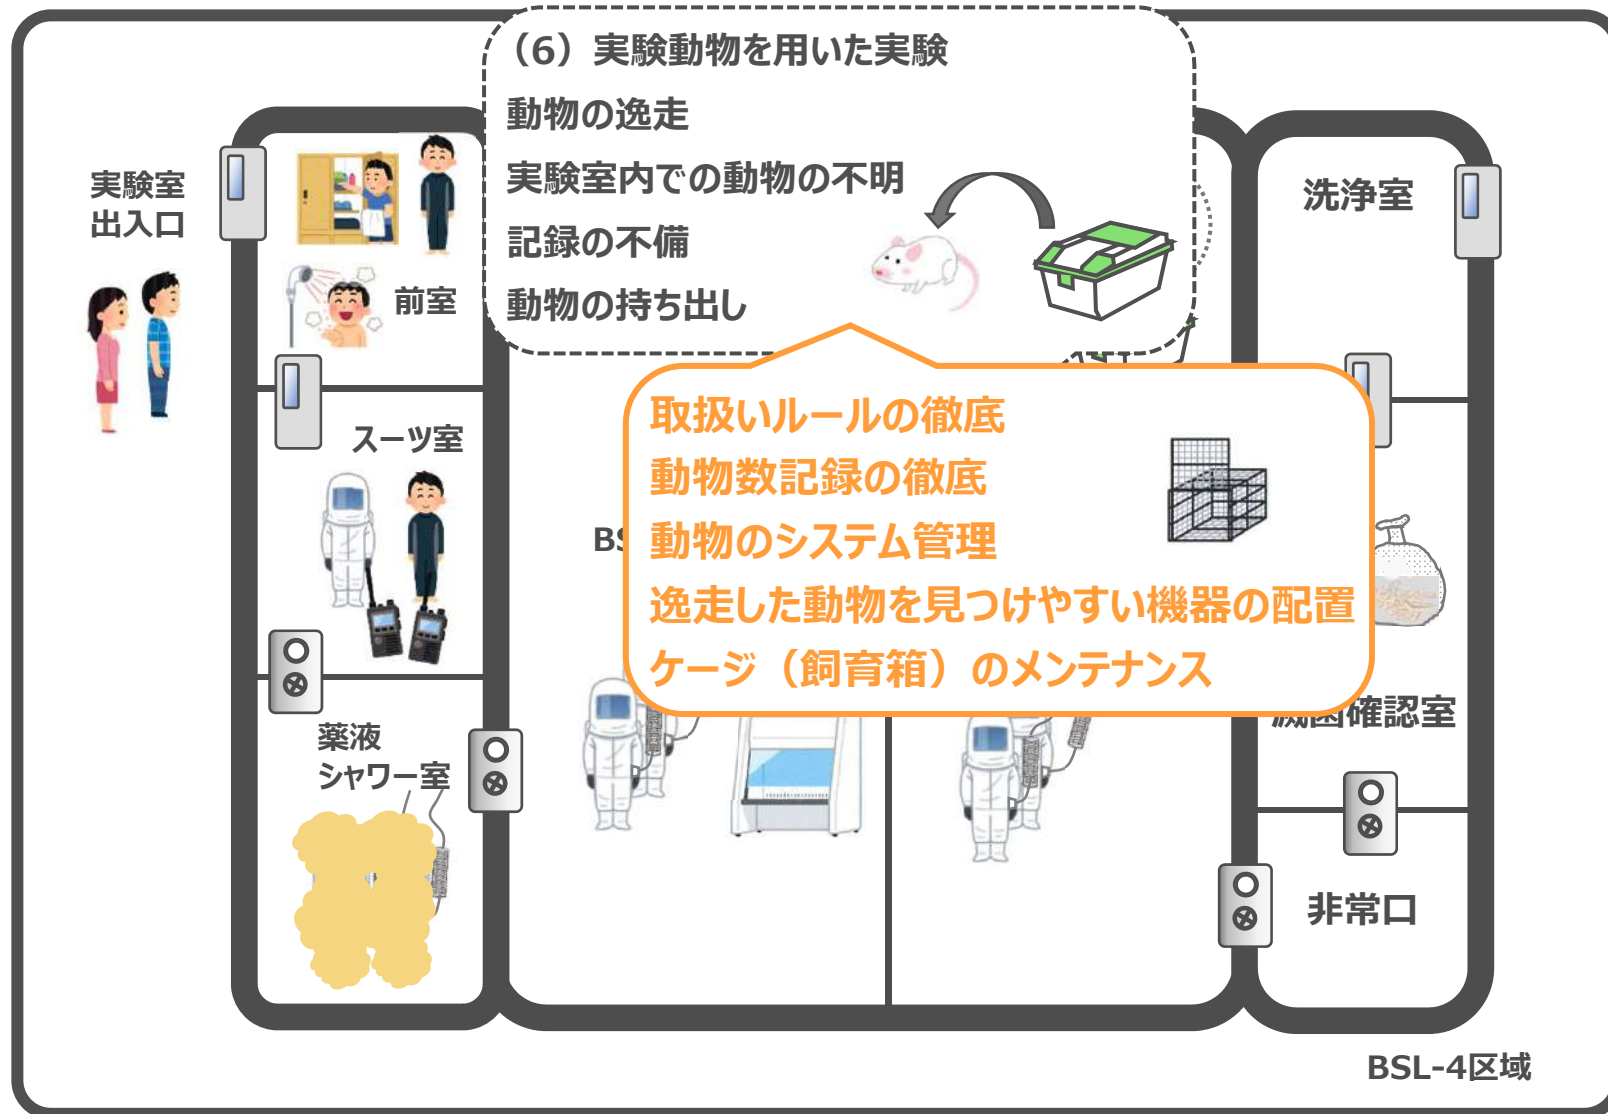 （6）実験動物を用いた実験
動物の逸走
実験室内での動物の不明
記録の不備
動物の持ち出し
実験室
出入口
前室
スーツ室
薬液
シャワー室
取扱いルールの徹底
動物数記録の徹底
動物のシステム管理
逸走した動物を見つけやすい機器の配置
ケージ（飼育箱）のメンテナンス
洗浄室
滅菌確認室
非常口
BSL-4区域